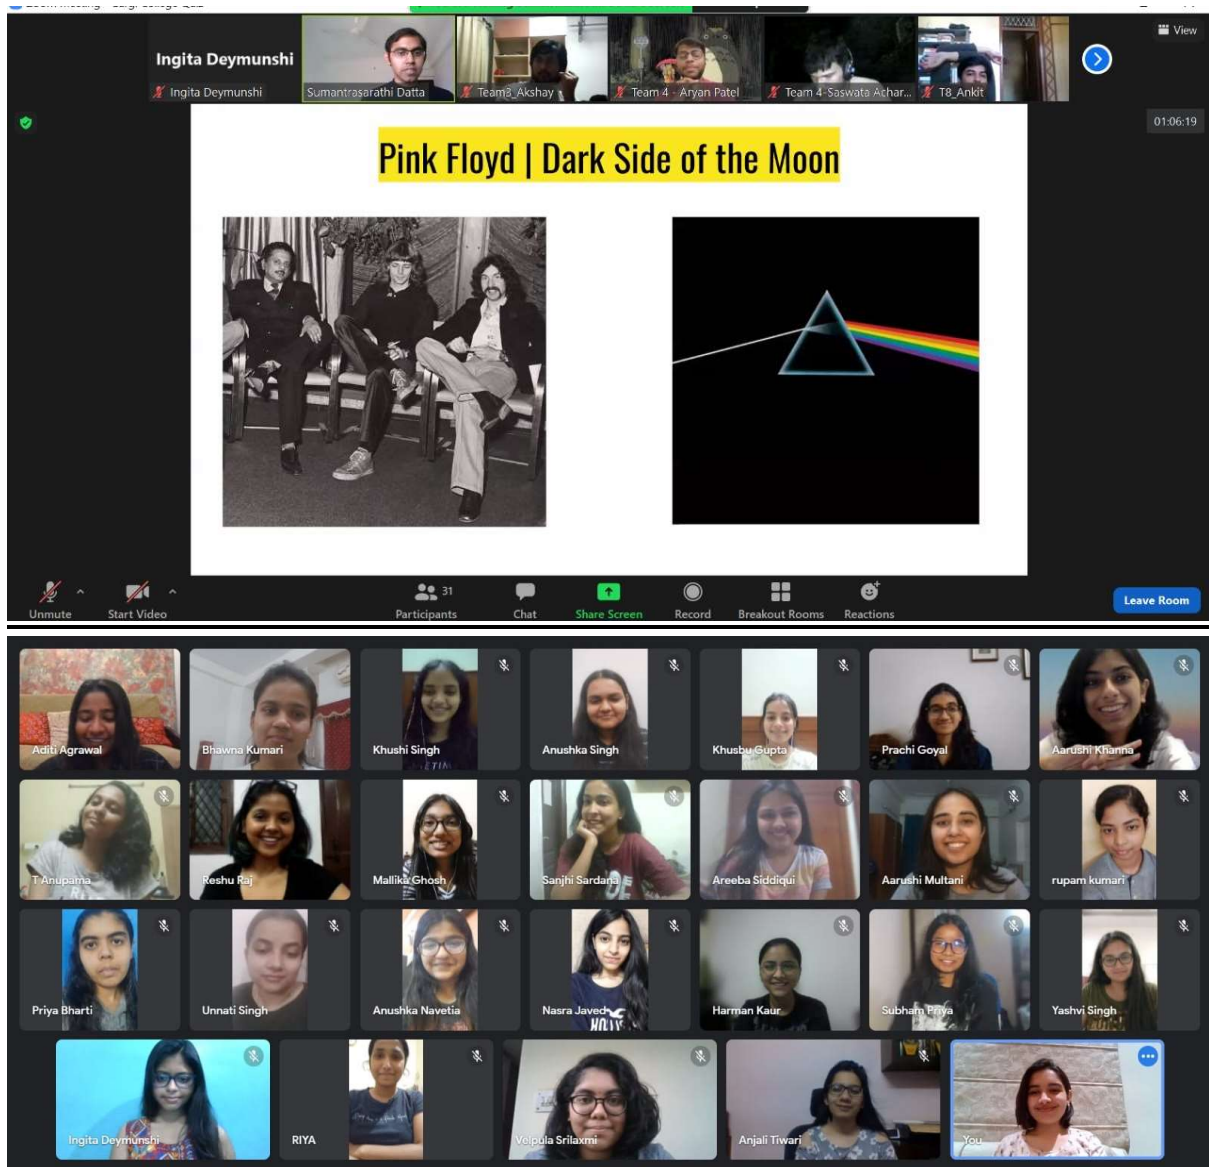 Ingita Deymunshi
Ingita Deymunshi
Sumantrasarathi Datta
Team3_Akshay
Team 4 - Aryan Patel
Team 4-Saswata Achar...
T8_Ankit
View
01:06:19
Pink Floyd | Dark Side of the Moon
Unmute
Start Video
31
Participants
Chat
Share Screen
Record
Breakout Rooms
Reactions
Leave Room
Aditi Agrawal
Bhawna Kumari
Khushi Singh
Anushka Singh
Khusbu Gupta
Prachi Goyal
Aarushi Khanna
T Anupama
Reshu Raj
Mallika Ghosh
Sanjhi Sardana
Areeba Siddiqui
Aarushi Multani
rupam kumari
Priya Bharti
Unnati Singh
Anushka Navetia
Nasra Javed
Harman Kaur
Subham Priya
Yashvi Singh
Ingita Deymunshi
RIYA
Velpula Srilaxmi
Anjali Tiwari
You